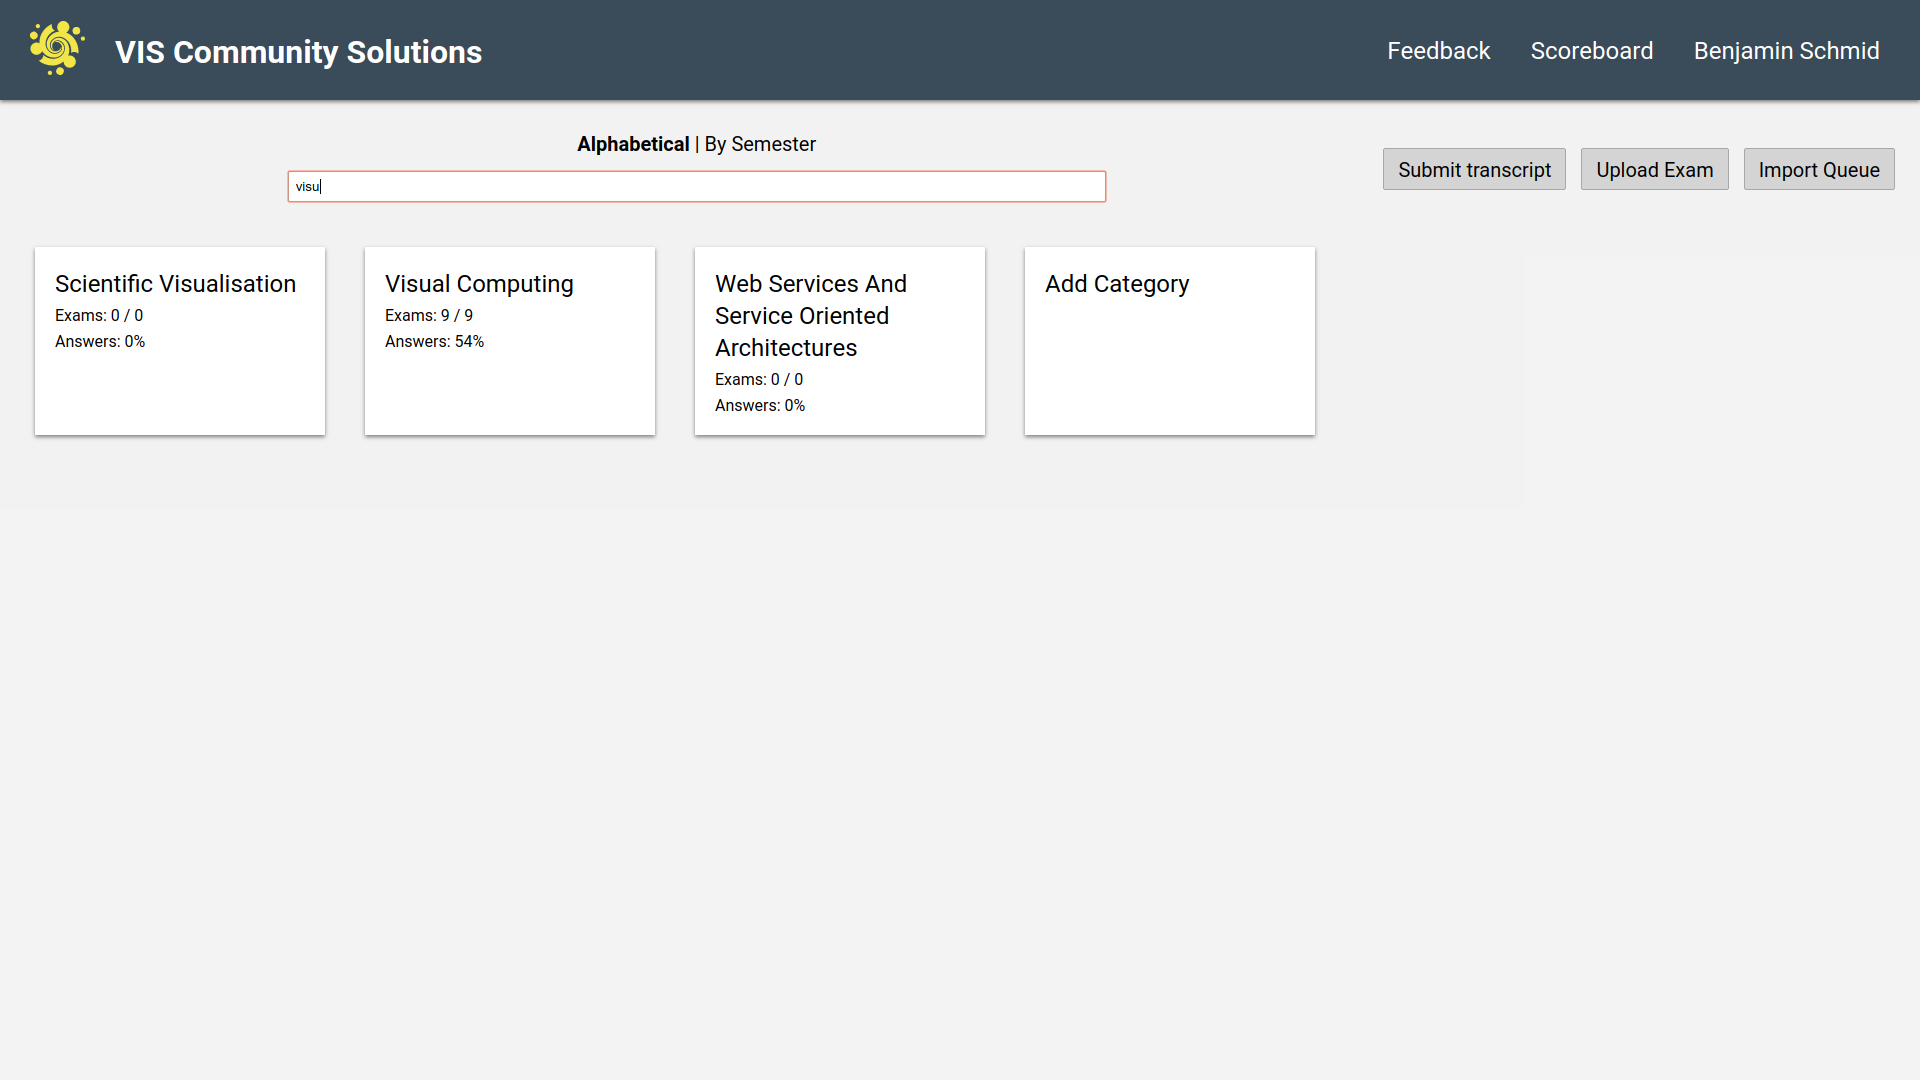 VIS Community Solutions
Feedback
Scoreboard
Benjamin Schmid
Alphabetical | By Semester
visu
Submit transcript
Upload Exam
Import Queue
Scientific Visualisation
Exams: 0 / 0
Answers: 0%
Visual Computing
Exams: 9 / 9
Answers: 54%
Web Services And
Service Oriented
Architectures
Exams: 0 / 0
Answers: 0%
Add Category